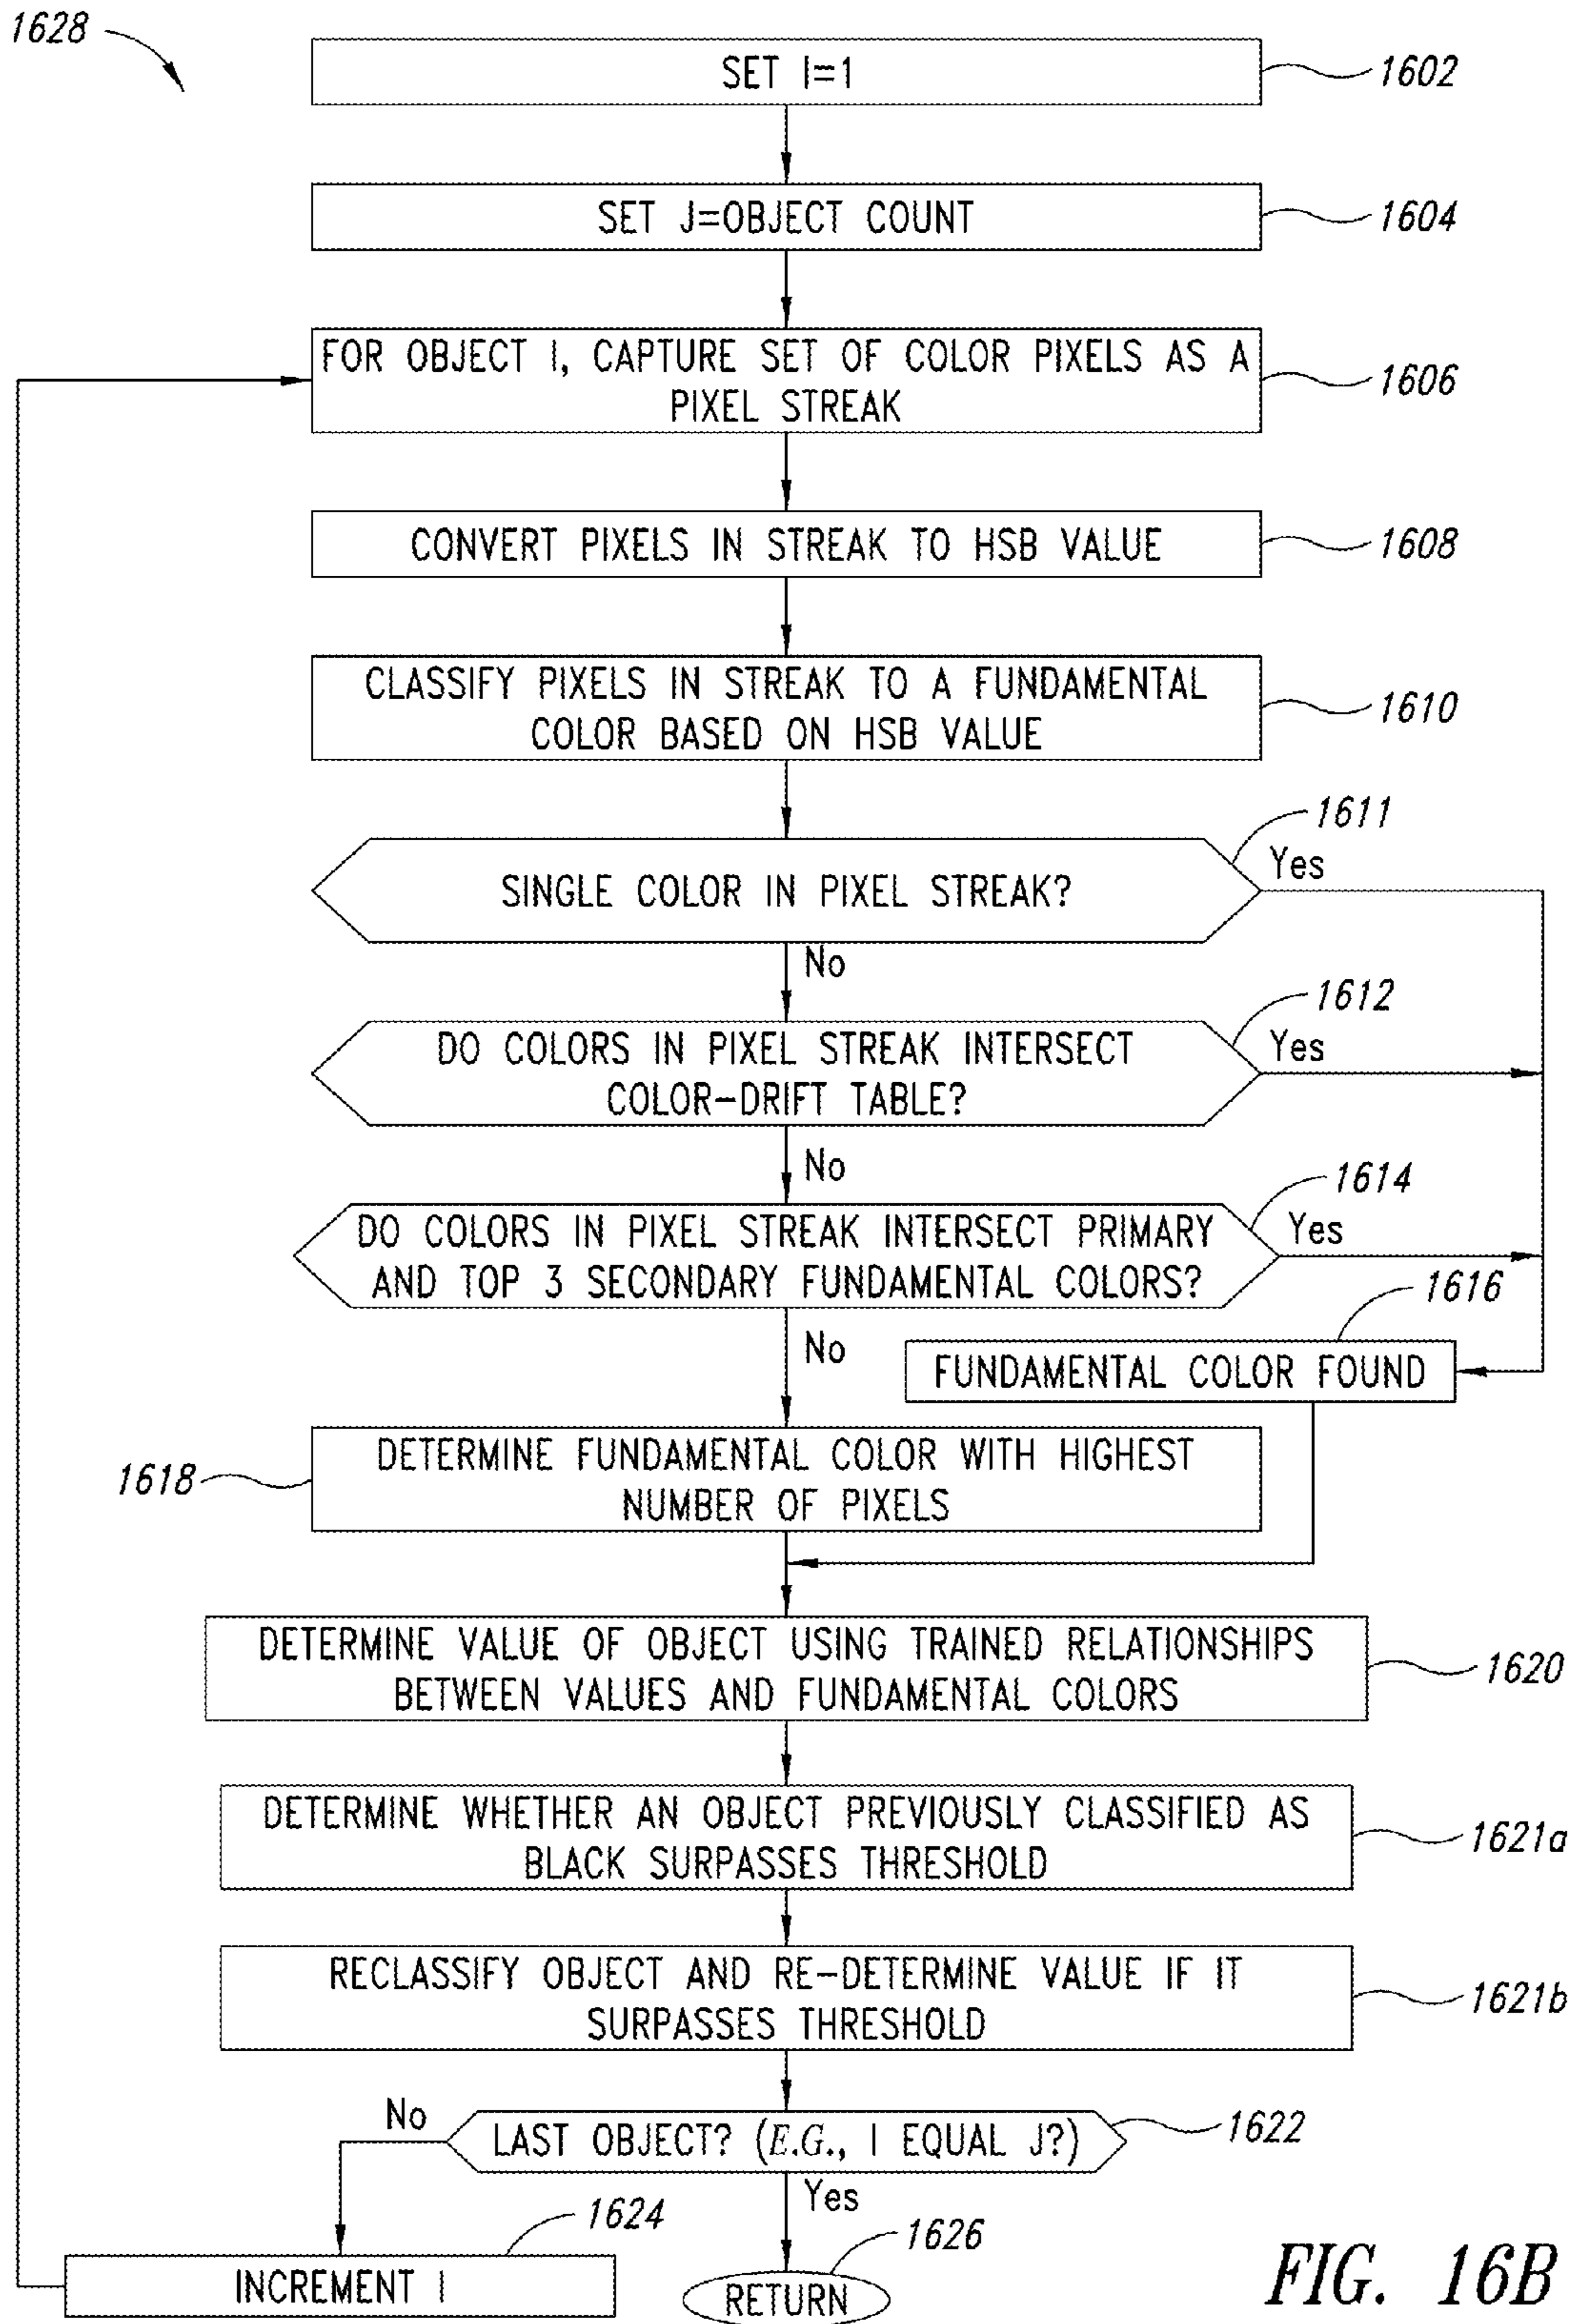 1628
SET I=1
1602
SET J=OBJECT COUNT
1604
FOR OBJECT I, CAPTURE SET OF COLOR PIXELS AS A
PIXEL STREAK
1606
CONVERT PIXELS IN STREAK TO HSB VALUE
1608
CLASSIFY PIXELS IN STREAK TO A FUNDAMENTAL
COLOR BASED ON HSB VALUE
1610
1611
SINGLE COLOR IN PIXEL STREAK?
Yes
No
1612
DO COLORS IN PIXEL STREAK INTERSECT
COLOR-DRIFT TABLE?
Yes
No
1614
DO COLORS IN PIXEL STREAK INTERSECT PRIMARY
AND TOP 3 SECONDARY FUNDAMENTAL COLORS?
Yes
No
1616
FUNDAMENTAL COLOR FOUND
1618
DETERMINE FUNDAMENTAL COLOR WITH HIGHEST
NUMBER OF PIXELS
DETERMINE VALUE OF OBJECT USING TRAINED RELATIONSHIPS
BETWEEN VALUES AND FUNDAMENTAL COLORS
1620
DETERMINE WHETHER AN OBJECT PREVIOUSLY CLASSIFIED AS
BLACK SURPASSES THRESHOLD
1621a
RECLASSIFY OBJECT AND RE-DETERMINE VALUE IF IT
SURPASSES THRESHOLD
1621b
LAST OBJECT? (E.G., I EQUAL J?)
1622
No
Yes
1624
INCREMENT I
1626
RETURN
FIG. 16B